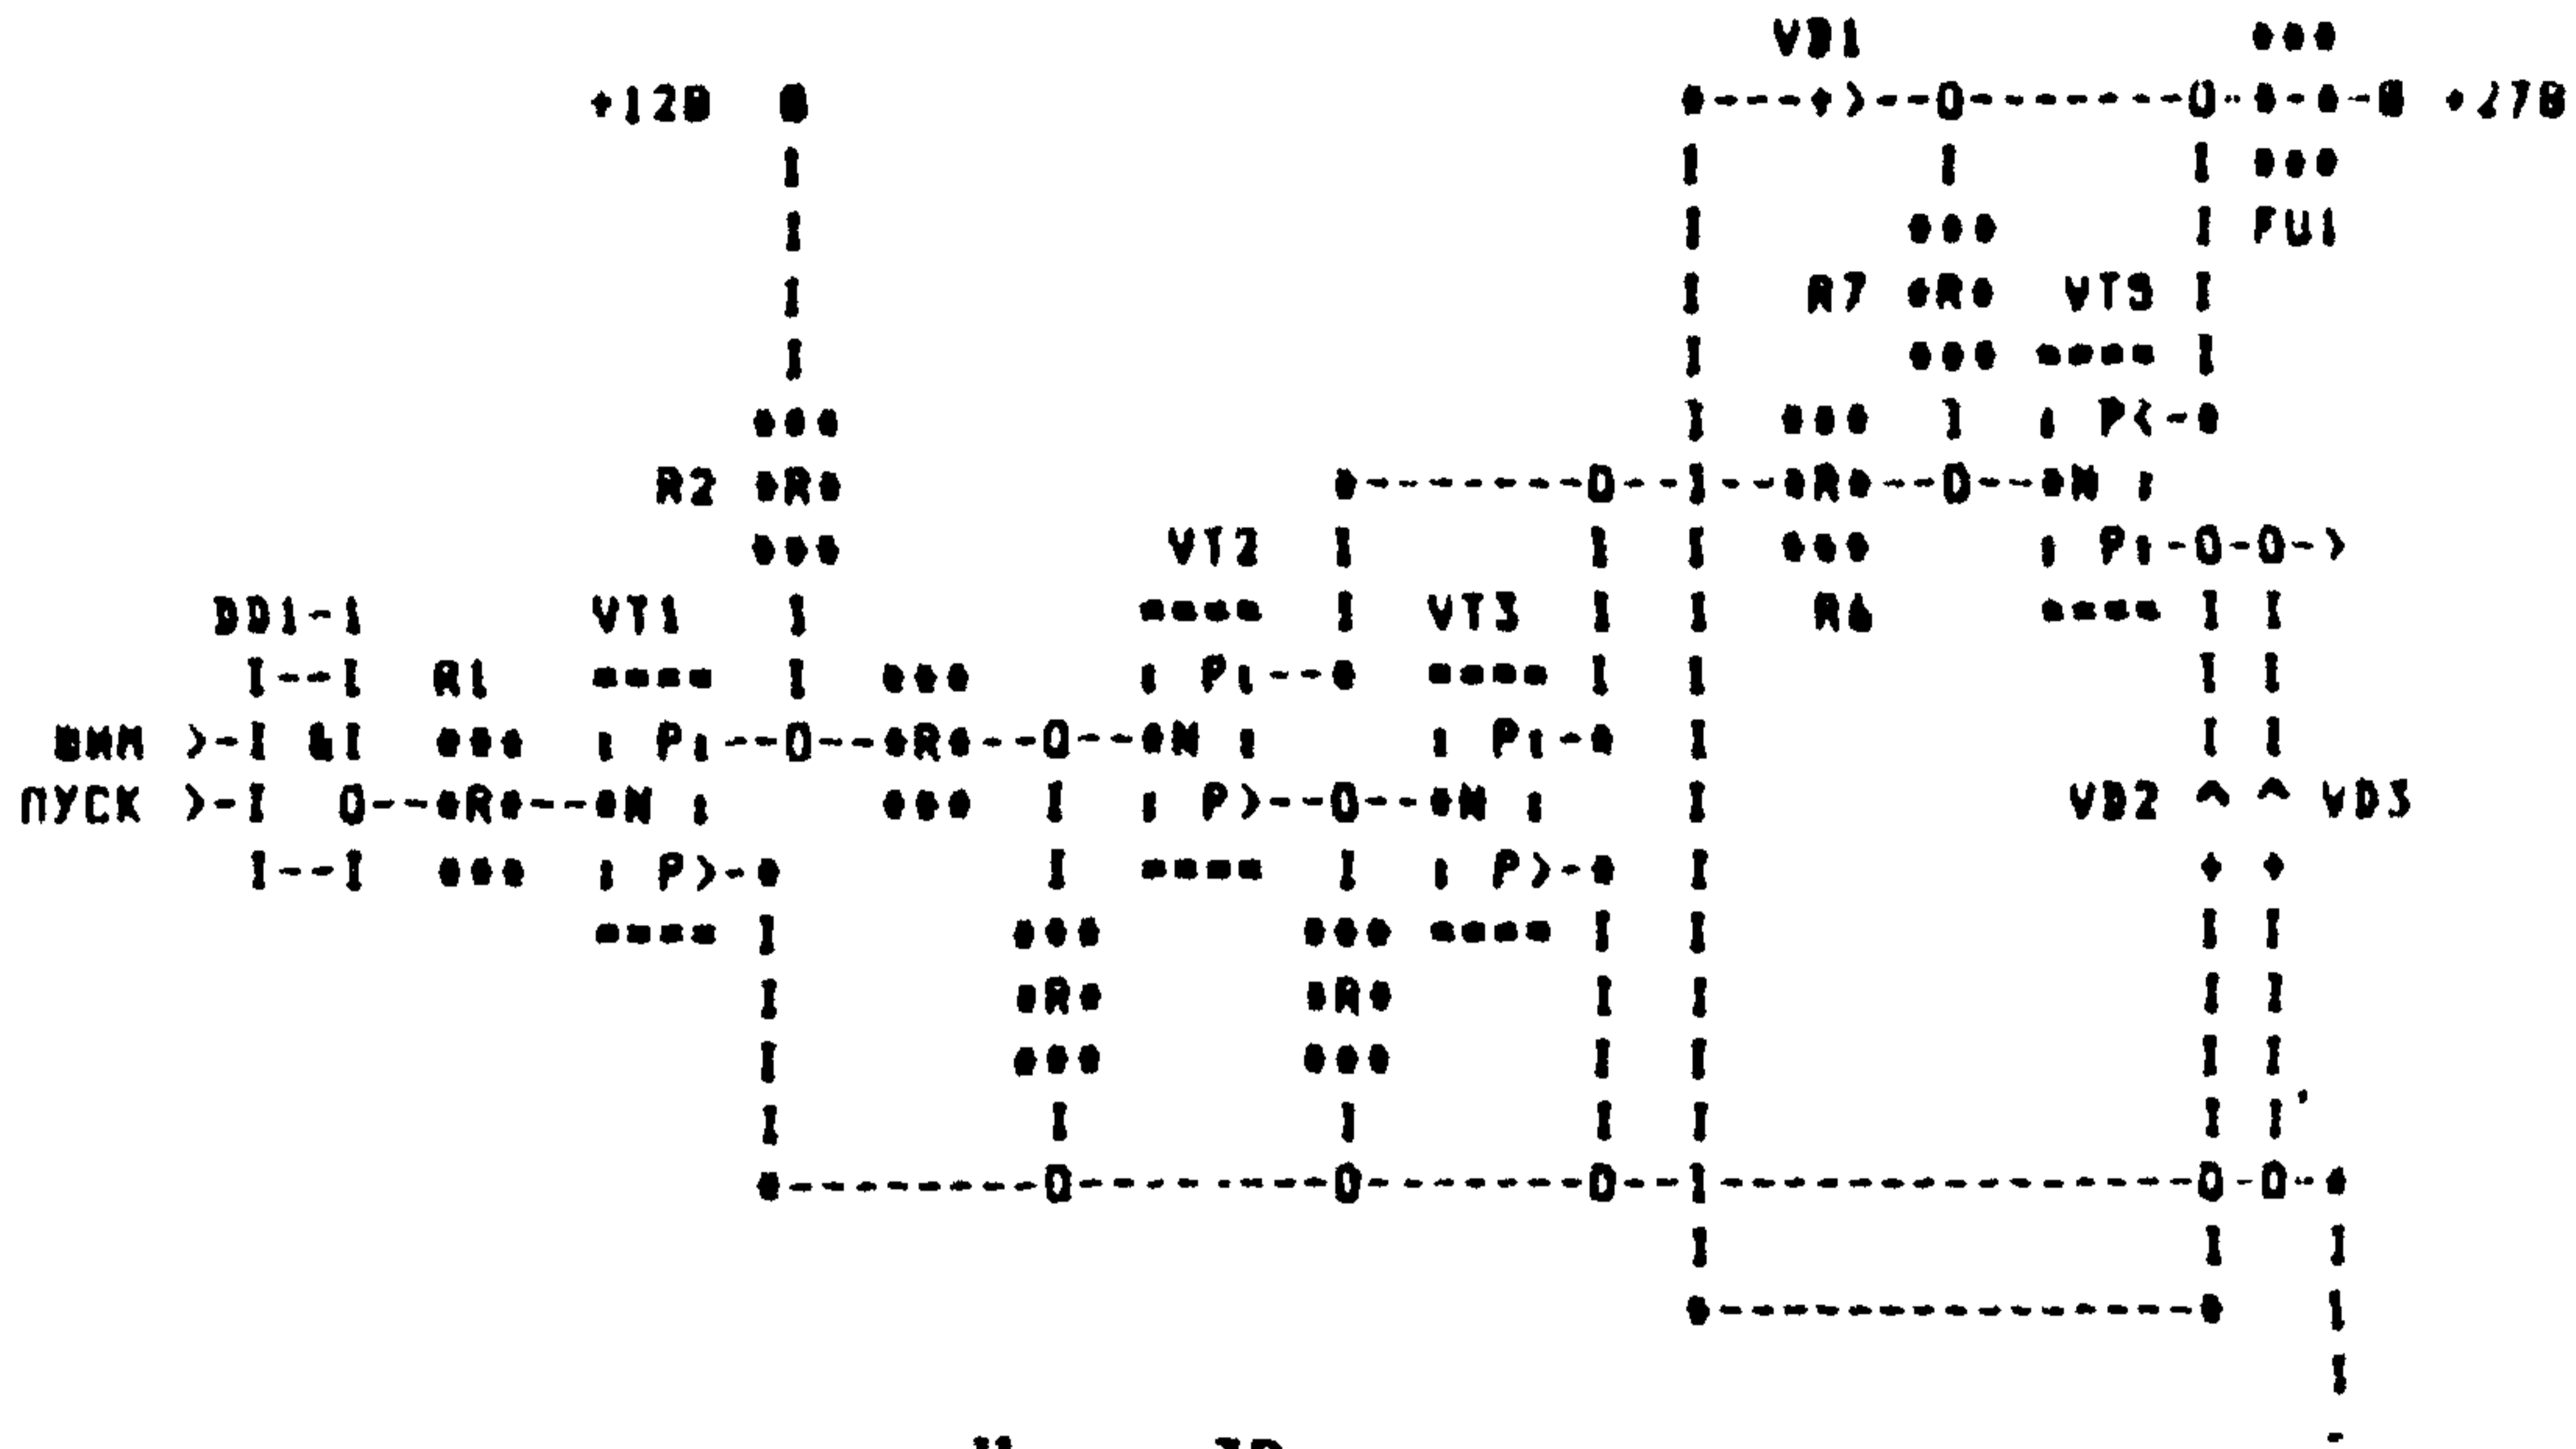 VD1
+12В +27В
FU1
R7 R VT5
P
R2 R R N
VT2 P
DD1-1 VT1 VT3 R6
R1 P
ШИМ & P R N P
ПУСК R N P N VD2 VD3
P P
R R